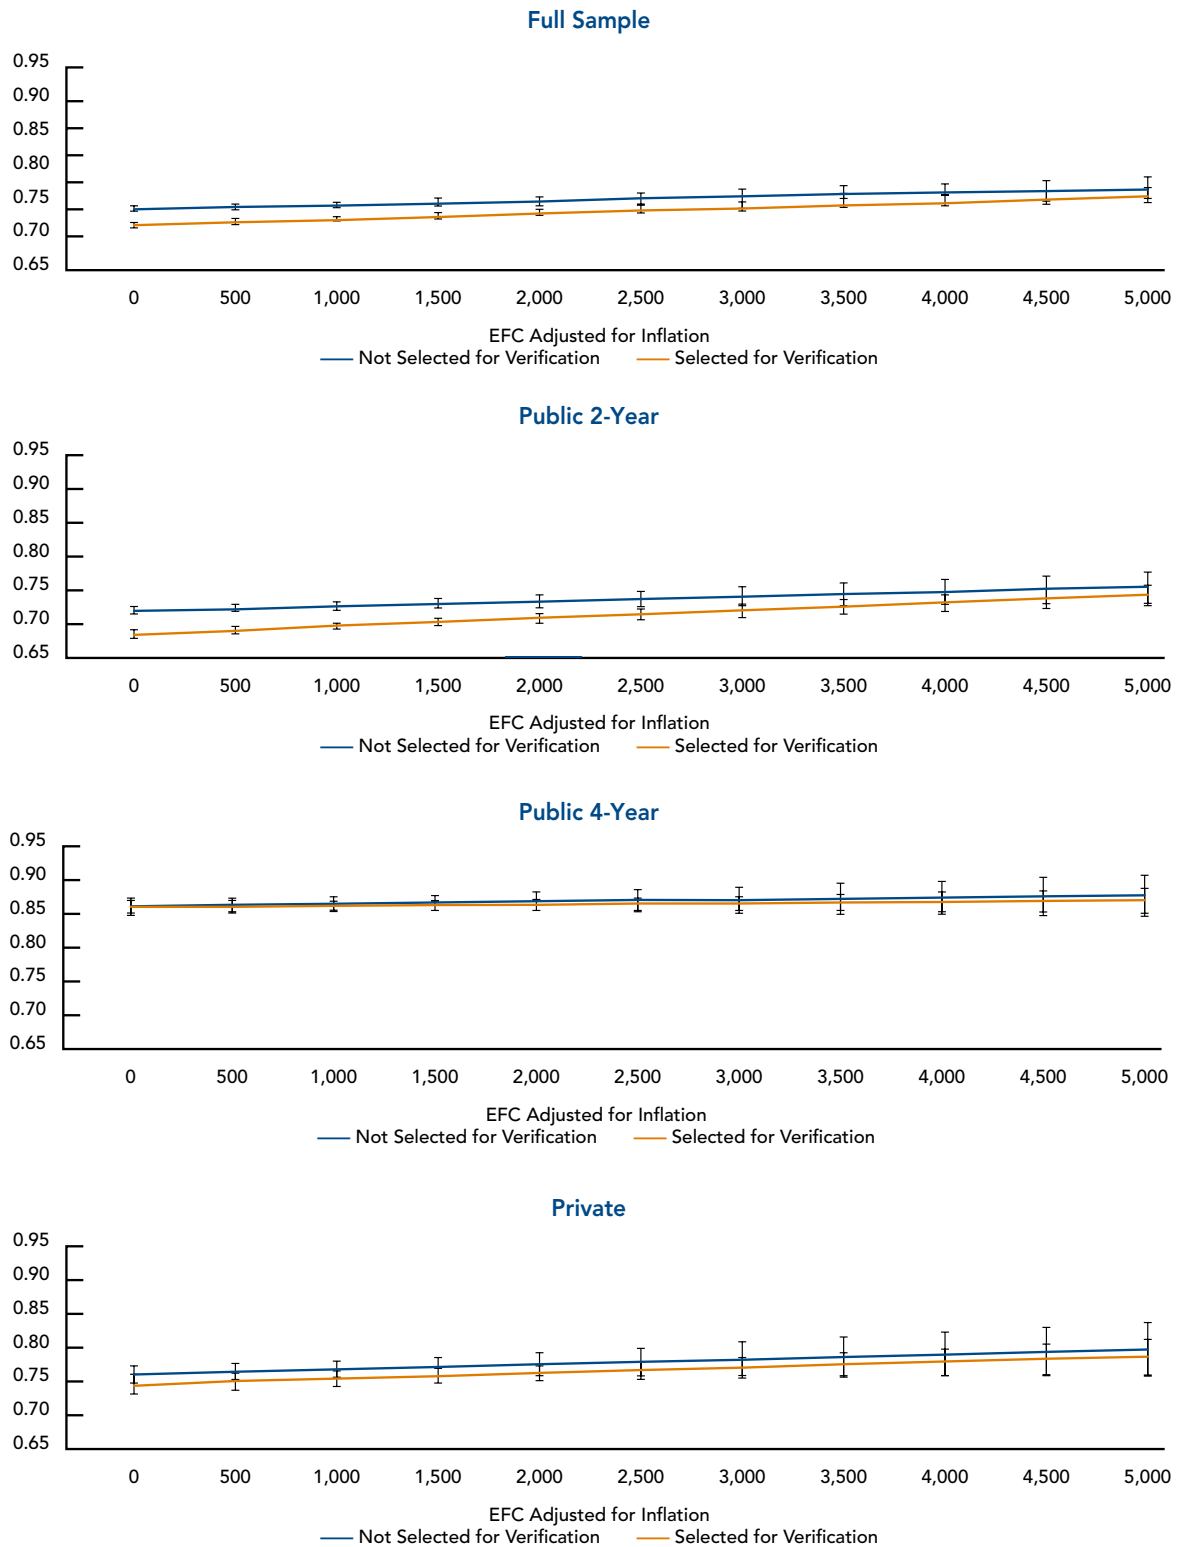 Full Sample
0.95
0.90
0.85
0.80
0.75
0.70
0.65
0 500 1,000 1,500 2,000 2,500 3,000 3,500 4,000 4,500 5,000
EFC Adjusted for Inflation
Not Selected for Verification Selected for Verification
Public 2-Year
0.95
0.90
0.85
0.80
0.75
0.70
0.65
0 500 1,000 1,500 2,000 2,500 3,000 3,500 4,000 4,500 5,000
EFC Adjusted for Inflation
Not Selected for Verification Selected for Verification
Public 4-Year
0.95
0.90
0.85
0.80
0.75
0.70
0.65
0 500 1,000 1,500 2,000 2,500 3,000 3,500 4,000 4,500 5,000
EFC Adjusted for Inflation
Not Selected for Verification Selected for Verification
Private
0.95
0.90
0.85
0.80
0.75
0.70
0.65
0 500 1,000 1,500 2,000 2,500 3,000 3,500 4,000 4,500 5,000
EFC Adjusted for Inflation
Not Selected for Verification Selected for Verification